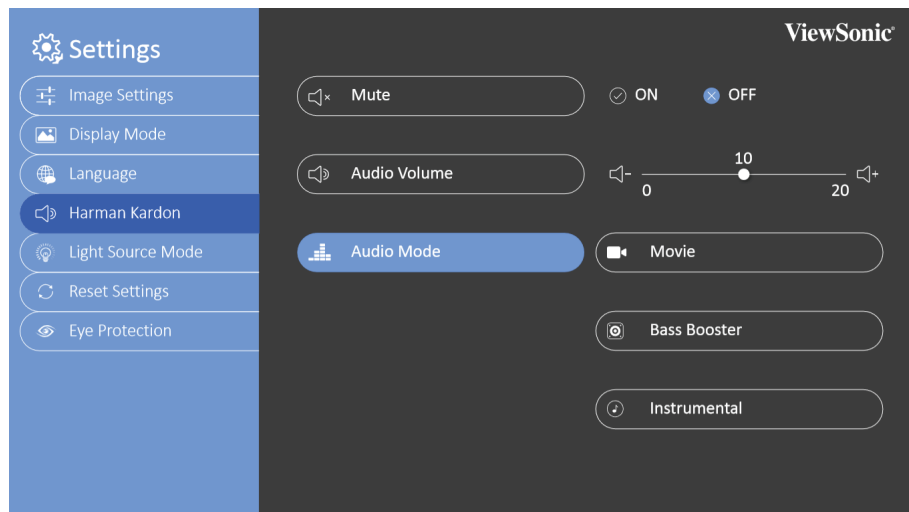 Settings
ViewSonic®
Image Settings
Display Mode
Language
Harman Kardon
Light Source Mode
Reset Settings
Eye Protection
Mute
ON
OFF
Audio Volume
-
10
+
0
20
Audio Mode
Movie
Bass Booster
Instrumental